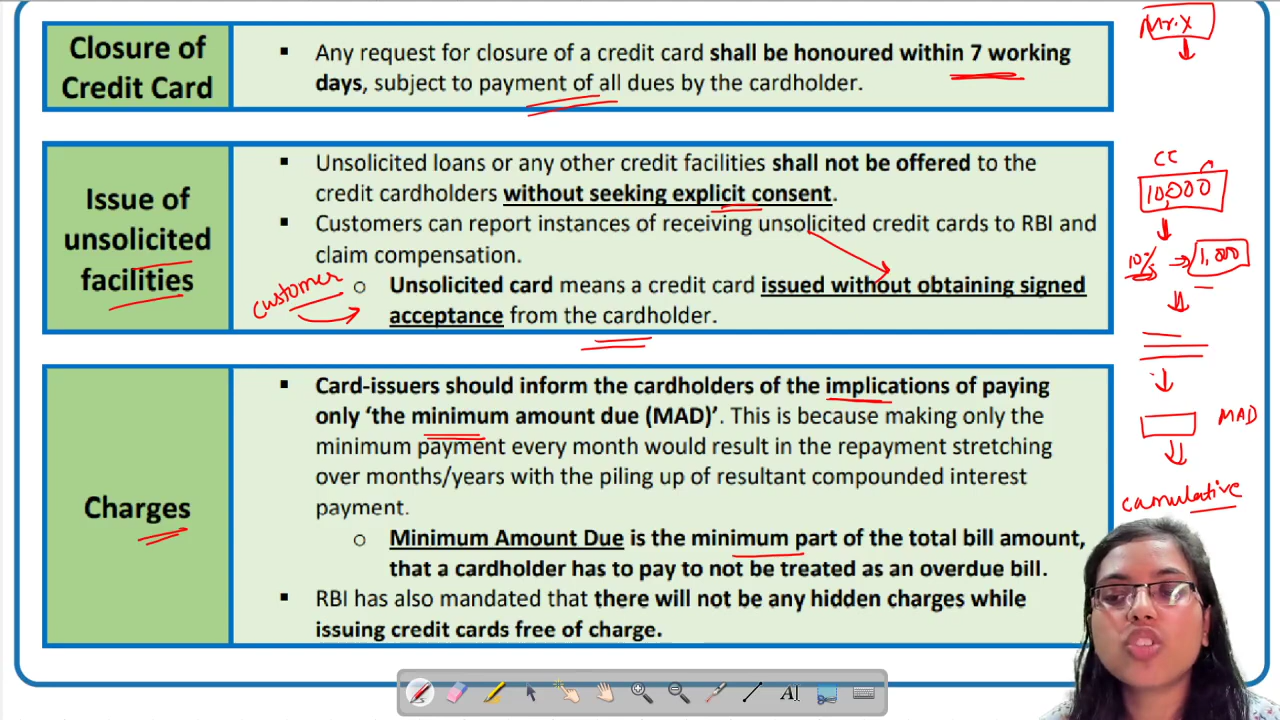 Closure of
Credit Card
▪ Any request for closure of a credit card shall be honoured within 7 working
days, subject to payment of all dues by the cardholder.
Issue of
unsolicited
facilities
▪ Unsolicited loans or any other credit facilities shall not be offered to the
credit cardholders without seeking explicit consent.
▪ Customers can report instances of receiving unsolicited credit cards to RBI and
claim compensation.
customer
o Unsolicited card means a credit card issued without obtaining signed
acceptance from the cardholder.
Charges
▪ Card-issuers should inform the cardholders of the implications of paying
only ‘the minimum amount due (MAD)’. This is because making only the
minimum payment every month would result in the repayment stretching
over months/years with the piling up of resultant compounded interest
payment.
o Minimum Amount Due is the minimum part of the total bill amount,
that a cardholder has to pay to not be treated as an overdue bill.
▪ RBI has also mandated that there will not be any hidden charges while
issuing credit cards free of charge.
Mr.X
CC
10,000
10% → 1,000
MAD
cumulative
AI